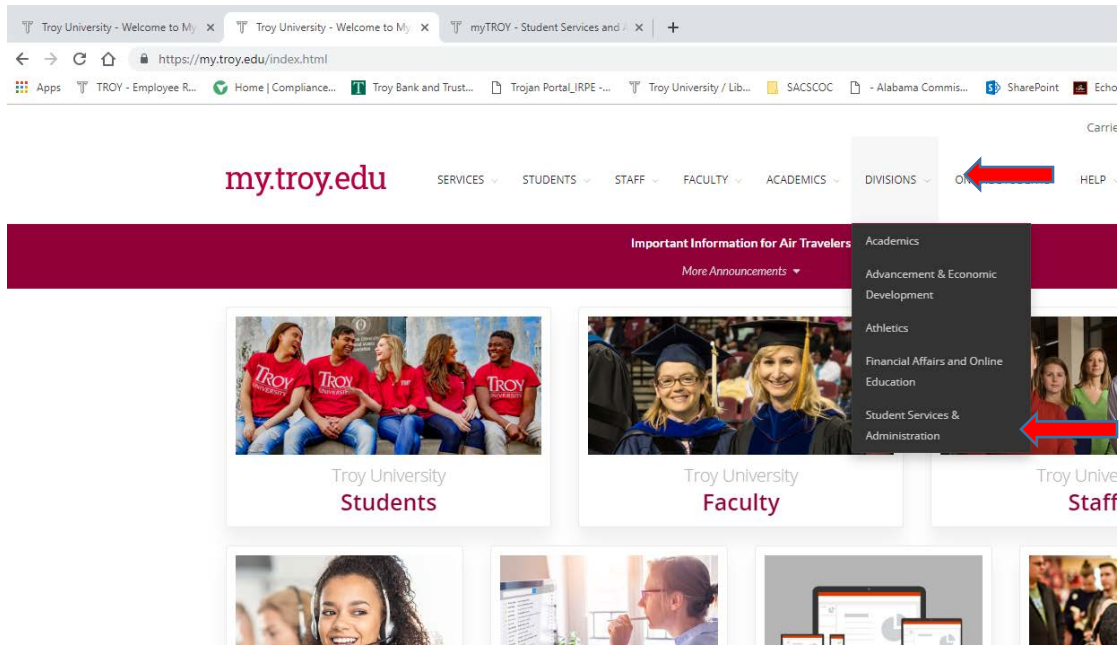 Troy University - Welcome to My
Troy University - Welcome to My
myTROY - Student Services and
https://my.troy.edu/index.html
Apps
TROY - Employee R...
Home | Compliance...
Troy Bank and Trust...
Trojan Portal_IRPE -...
Troy University / Lib...
SACSCOC
- Alabama Commis...
SharePoint
Echo
Carrie
my.troy.edu
SERVICES
STUDENTS
STAFF
FACULTY
ACADEMICS
DIVISIONS
HELP
Important Information for Air Travelers
More Announcements
Academics
Advancement & Economic
Development
Athletics
Financial Affairs and Online
Education
Student Services &
Administration
TROY
UNIVERSITY
TROY
TROY
UNIVERSITY
Troy University
Students
Troy University
Faculty
Troy Unive
Staff